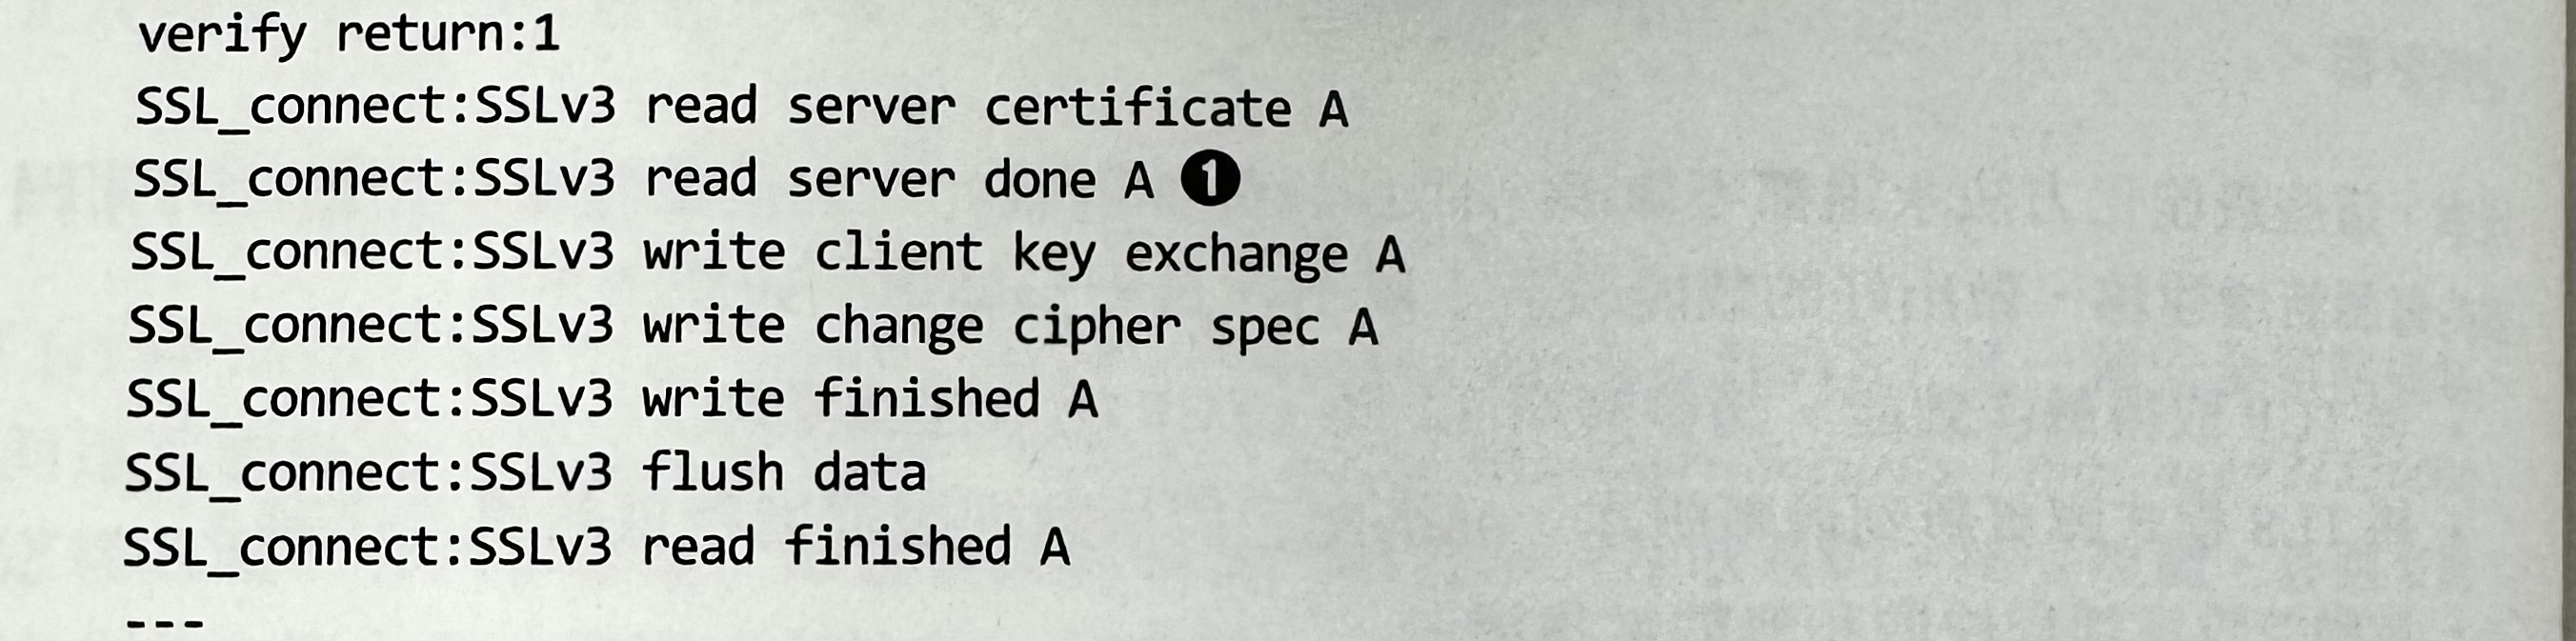 verify return:1
SSL_connect:SSLv3 read server certificate A
SSL_connect:SSLv3 read server done A ❶
SSL_connect:SSLv3 write client key exchange A
SSL_connect:SSLv3 write change cipher spec A
SSL_connect:SSLv3 write finished A
SSL_connect:SSLv3 flush data
SSL_connect:SSLv3 read finished A
---